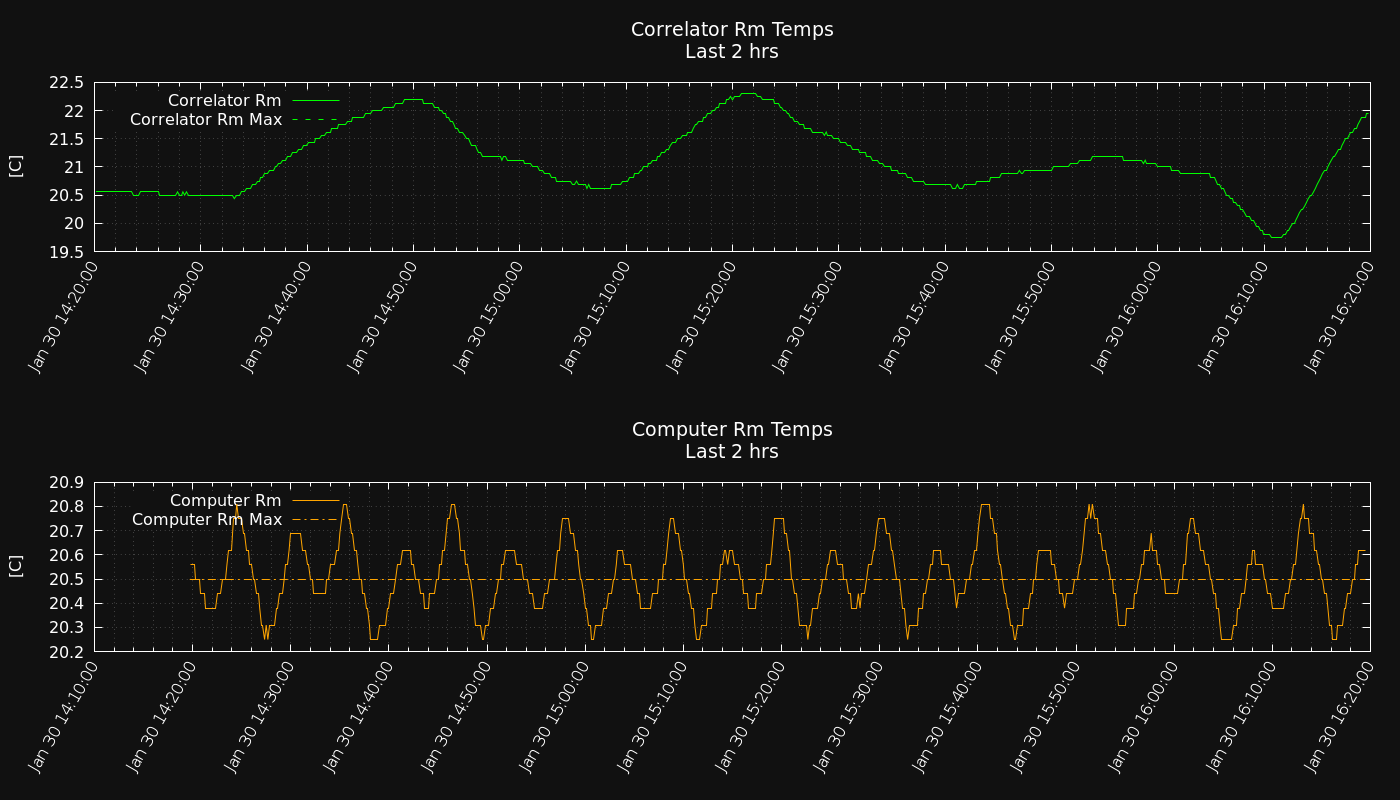 Correlator Rm Temps
Last 2 hrs
22.5
22
21.5
21
20.5
20
19.5
[C]
Correlator Rm
Correlator Rm Max
Jan 30 14:20:00
Jan 30 14:30:00
Jan 30 14:40:00
Jan 30 14:50:00
Jan 30 15:00:00
Jan 30 15:10:00
Jan 30 15:20:00
Jan 30 15:30:00
Jan 30 15:40:00
Jan 30 15:50:00
Jan 30 16:00:00
Jan 30 16:10:00
Jan 30 16:20:00
Computer Rm Temps
Last 2 hrs
20.9
20.8
20.7
20.6
20.5
20.4
20.3
20.2
[C]
Computer Rm
Computer Rm Max
Jan 30 14:10:00
Jan 30 14:20:00
Jan 30 14:30:00
Jan 30 14:40:00
Jan 30 14:50:00
Jan 30 15:00:00
Jan 30 15:10:00
Jan 30 15:20:00
Jan 30 15:30:00
Jan 30 15:40:00
Jan 30 15:50:00
Jan 30 16:00:00
Jan 30 16:10:00
Jan 30 16:20:00